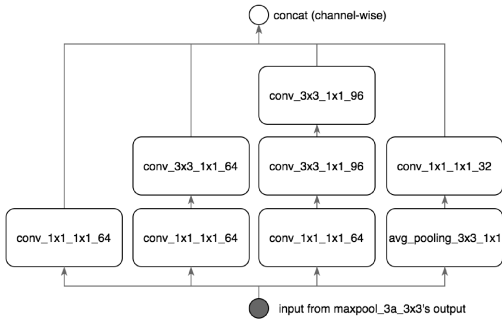 concat (channel-wise)
conv_3x3_1x1_96
conv_3x3_1x1_64
conv_3x3_1x1_96
conv_1x1_1x1_32
conv_1x1_1x1_64
conv_1x1_1x1_64
conv_1x1_1x1_64
avg_pooling_3x3_1x1
input from maxpool_3a_3x3's output